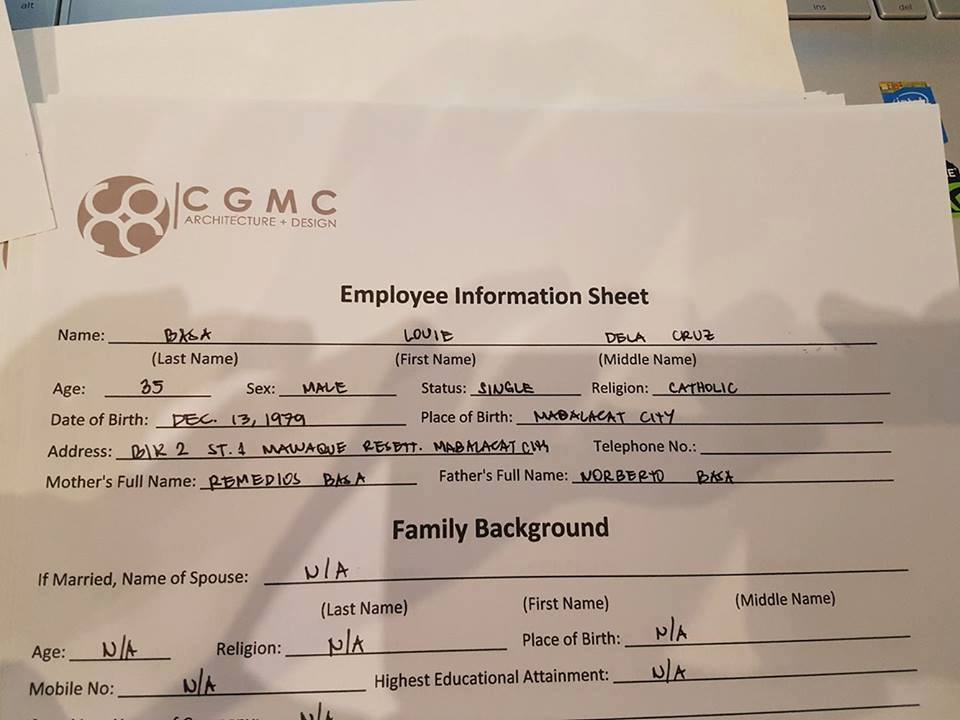 alt
ins
del
intel
CGMC
ARCHITECTURE + DESIGN
Employee Information Sheet
Name: BASA LOUIE DELA CRUZ
(Last Name) (First Name) (Middle Name)
Age: 35 Sex: MALE Status: SINGLE Religion: CATHOLIC
Date of Birth: DEC. 13, 1979 Place of Birth: MABALACAT CITY
Address: Blk 2 ST. 1 MAWAQUE RESETT. MABALACAT CITY Telephone No.:
Mother's Full Name: REMEDIOS BASA Father's Full Name: NORBERTO BASA
Family Background
If Married, Name of Spouse: N/A
(Last Name) (First Name) (Middle Name)
Age: N/A Religion: N/A Place of Birth: N/A
Mobile No: N/A Highest Educational Attainment: N/A
N/A